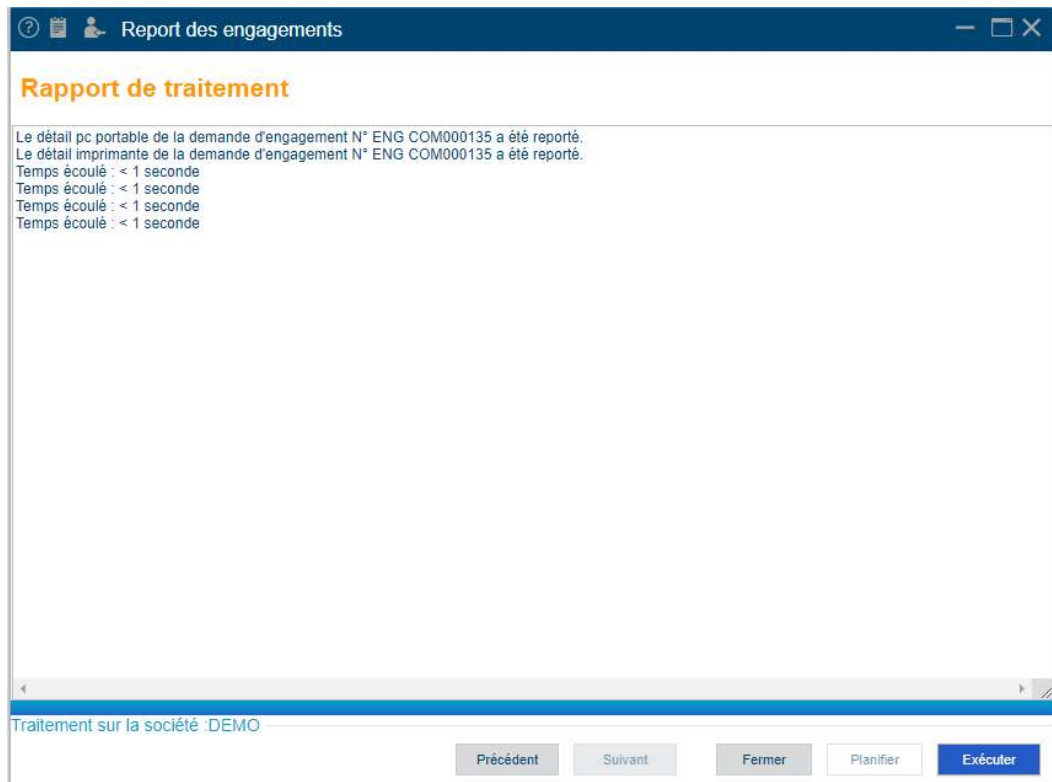 Report des engagements
Rapport de traitement
Le détail pc portable de la demande d'engagement N° ENG COM000135 a été reporté.
Le détail imprimante de la demande d'engagement N° ENG COM000135 a été reporté.
Temps écoulé : < 1 seconde
Temps écoulé : < 1 seconde
Temps écoulé : < 1 seconde
Temps écoulé : < 1 seconde
Traitement sur la société :DEMO
Précédent Suivant Fermer Planifier Exécuter